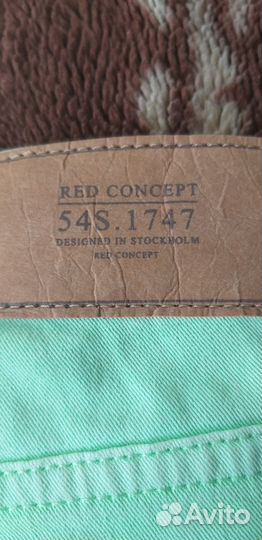 RED CONCEPT
54S.1747
DESIGNED IN STOCKHOLM
RED CONCEPT
Avito